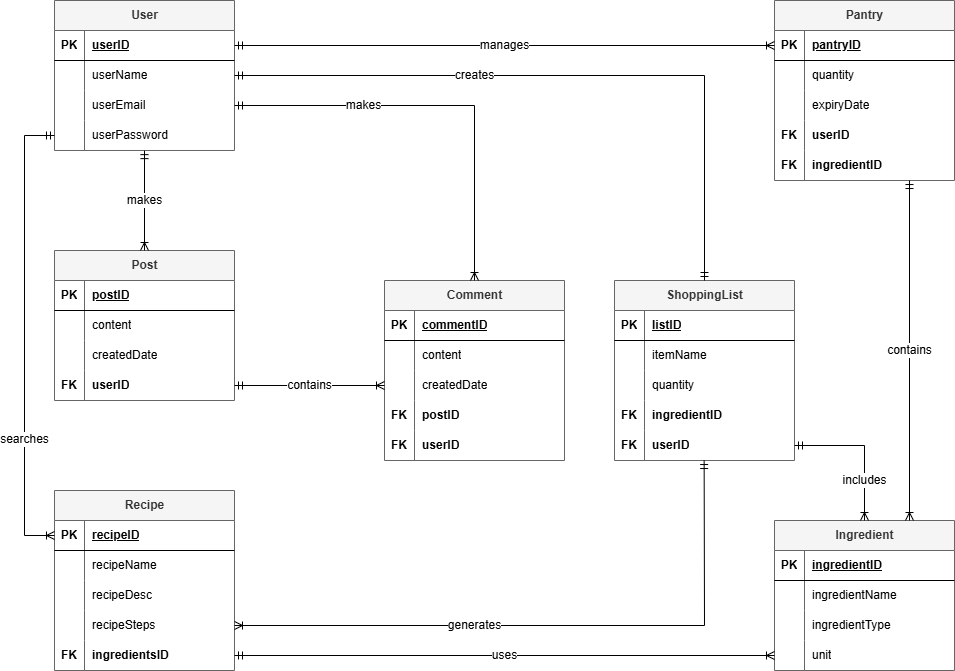 User
PK userID
userName
userEmail
userPassword
manages
creates
makes
Pantry
PK pantryID
quantity
expiryDate
FK userID
FK ingredientID
makes
Post
PK postID
content
createdDate
FK userID
contains
Comment
PK commentID
content
createdDate
FK postID
FK userID
ShoppingList
PK listID
itemName
quantity
FK ingredientID
FK userID
contains
searches
includes
Recipe
PK recipeID
recipeName
recipeDesc
recipeSteps
FK ingredientsID
generates
uses
Ingredient
PK ingredientID
ingredientName
ingredientType
unit